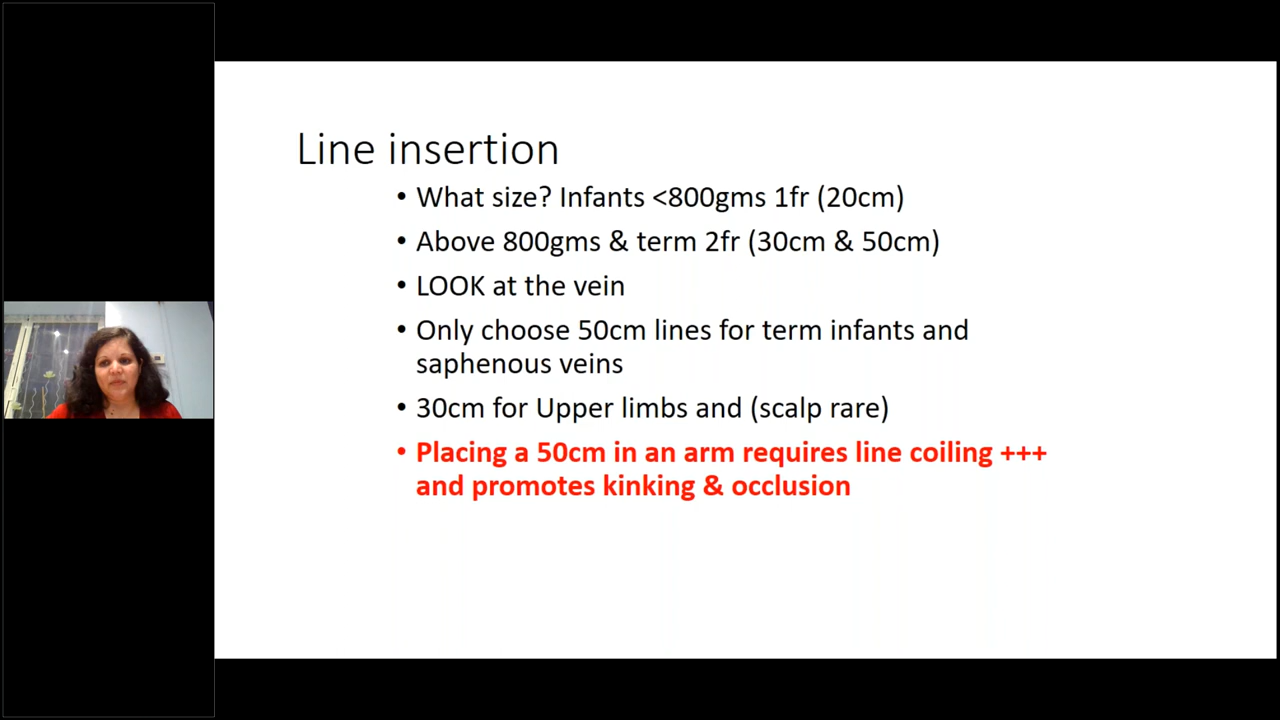 Line insertion
• What size? Infants <800gms 1fr (20cm)
• Above 800gms & term 2fr (30cm & 50cm)
• LOOK at the vein
• Only choose 50cm lines for term infants and
saphenous veins
• 30cm for Upper limbs and (scalp rare)
• Placing a 50cm in an arm requires line coiling +++
and promotes kinking & occlusion